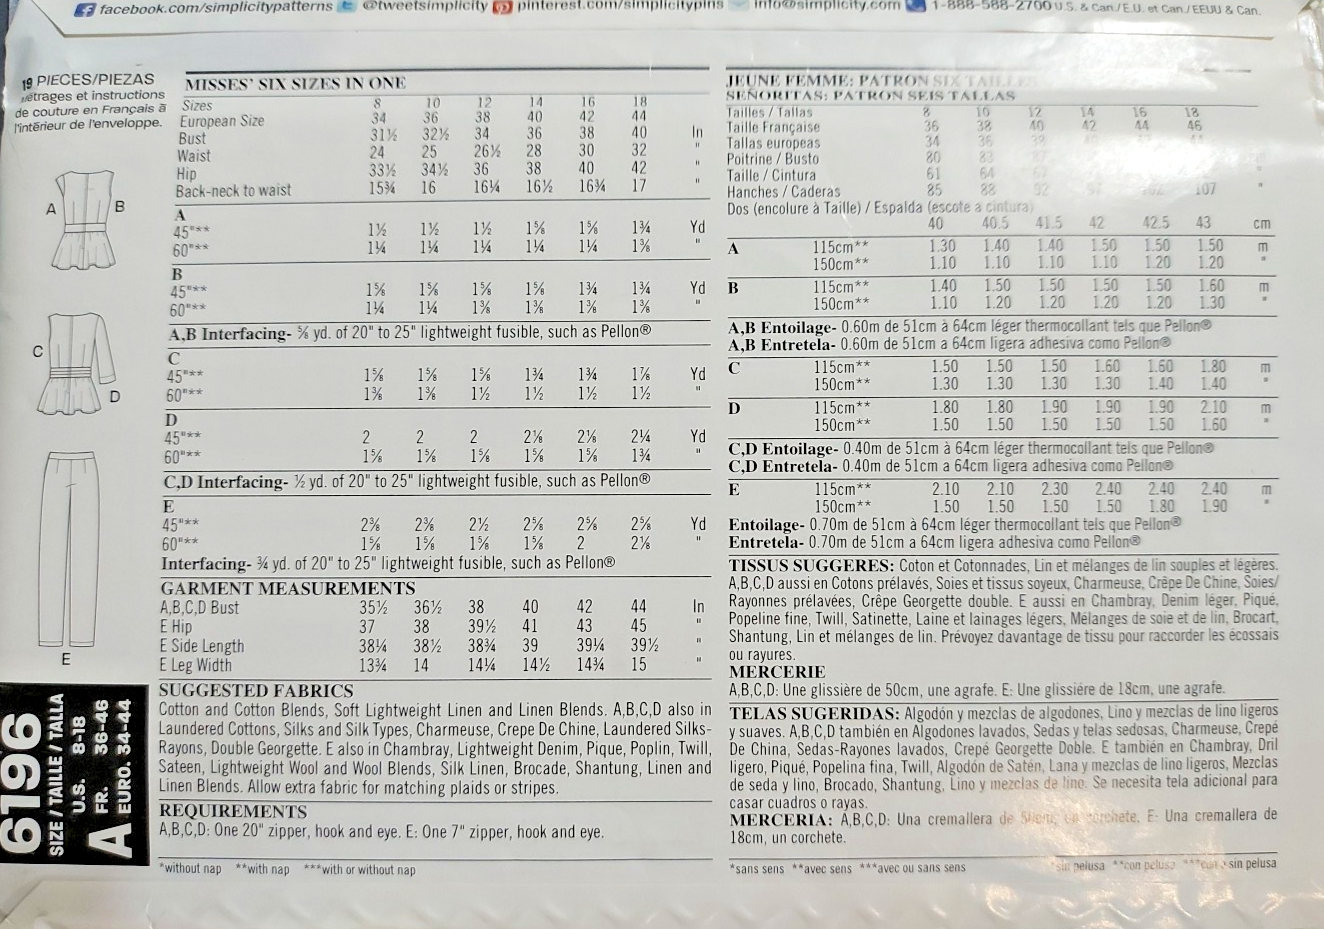 facebook.com/simplicitypatterns @tweetsimplicity pinterest.com/simplicitypins info@simplicity.com 1-888-588-2700 U.S. & Can./E.U. et Can./EEUU & Can.
19 PIECES/PIEZAS
Métrages et instructions
de couture en Français à
l'intérieur de l'enveloppe.
A B
C D
E
6196
SIZE / TAILLE / TALLA
A
U.S. 8-18
FR. 36-46
EURO. 34-44
MISSES' SIX SIZES IN ONE
Sizes 8 10 12 14 16 18
European Size 34 36 38 40 42 44
Bust 31½ 32½ 34 36 38 40 In
Waist 24 25 26½ 28 30 32 "
Hip 33½ 34½ 36 38 40 42 "
Back-neck to waist 15¾ 16 16¼ 16½ 16¾ 17 "
A
45"** 1½ 1½ 1½ 1⅝ 1⅝ 1¾ Yd
60"** 1¼ 1¼ 1¼ 1¼ 1¼ 1⅜ "
B
45"** 1⅝ 1⅝ 1⅝ 1⅝ 1¾ 1¾ Yd
60"** 1¼ 1¼ 1⅜ 1⅜ 1⅜ 1⅜ "
A,B Interfacing- ⅝ yd. of 20" to 25" lightweight fusible, such as Pellon®
C
45"** 1⅝ 1⅝ 1⅝ 1¾ 1¾ 1⅞ Yd
60"** 1⅜ 1⅜ 1½ 1½ 1½ 1½ "
D
45"** 2 2 2 2⅛ 2⅛ 2¼ Yd
60"** 1⅝ 1⅝ 1⅝ 1⅝ 1⅝ 1¾ "
C,D Interfacing- ½ yd. of 20" to 25" lightweight fusible, such as Pellon®
E
45"** 2⅜ 2⅜ 2½ 2⅝ 2⅝ 2⅝ Yd
60"** 1⅝ 1⅝ 1⅝ 1⅝ 2 2⅛ "
Interfacing- ¾ yd. of 20" to 25" lightweight fusible, such as Pellon®
GARMENT MEASUREMENTS
A,B,C,D Bust 35½ 36½ 38 40 42 44 In
E Hip 37 38 39½ 41 43 45 "
E Side Length 38¼ 38½ 38¾ 39 39¼ 39½ "
E Leg Width 13¾ 14 14¼ 14½ 14¾ 15 "
SUGGESTED FABRICS
Cotton and Cotton Blends, Soft Lightweight Linen and Linen Blends. A,B,C,D also in
Laundered Cottons, Silks and Silk Types, Charmeuse, Crepe De Chine, Laundered Silks-
Rayons, Double Georgette. E also in Chambray, Lightweight Denim, Pique, Poplin, Twill,
Sateen, Lightweight Wool and Wool Blends, Silk Linen, Brocade, Shantung, Linen and
Linen Blends. Allow extra fabric for matching plaids or stripes.
REQUIREMENTS
A,B,C,D: One 20" zipper, hook and eye. E: One 7" zipper, hook and eye.
*without nap **with nap ***with or without nap
JEUNE FEMME: PATRON SIX TAILLES
SEÑORITAS: PATRON SEIS TALLAS
Tailles / Tallas 8 10 12 14 16 18
Taille Française 36 38 40 42 44 46
Tallas europeas 34 36 38
Poitrine / Busto 80 83 87
Taille / Cintura 61 64 67
Hanches / Caderas 85 88 92 97 102 107 "
Dos (encolure à Taille) / Espalda (escote a cintura)
40 40.5 41.5 42 42.5 43 cm
A 115cm** 1.30 1.40 1.40 1.50 1.50 1.50 m
150cm** 1.10 1.10 1.10 1.10 1.20 1.20 "
B 115cm** 1.40 1.50 1.50 1.50 1.50 1.60 m
150cm** 1.10 1.20 1.20 1.20 1.20 1.30 "
A,B Entoilage- 0.60m de 51cm à 64cm léger thermocollant tels que Pellon®
A,B Entretela- 0.60m de 51cm a 64cm ligera adhesiva como Pellon®
C 115cm** 1.50 1.50 1.50 1.60 1.60 1.80 m
150cm** 1.30 1.30 1.30 1.30 1.40 1.40 "
D 115cm** 1.80 1.80 1.90 1.90 1.90 2.10 m
150cm** 1.50 1.50 1.50 1.50 1.50 1.60 "
C,D Entoilage- 0.40m de 51cm à 64cm léger thermocollant tels que Pellon®
C,D Entretela- 0.40m de 51cm a 64cm ligera adhesiva como Pellon®
E 115cm** 2.10 2.10 2.30 2.40 2.40 2.40 m
150cm** 1.50 1.50 1.50 1.50 1.80 1.90 "
Entoilage- 0.70m de 51cm à 64cm léger thermocollant tels que Pellon®
Entretela- 0.70m de 51cm a 64cm ligera adhesiva como Pellon®
TISSUS SUGGERES: Coton et Cotonnades, Lin et mélanges de lin souples et légères.
A,B,C,D aussi en Cotons prélavés, Soies et tissus soyeux, Charmeuse, Crêpe De Chine, Soies/
Rayonnes prélavées, Crêpe Georgette double. E aussi en Chambray, Denim léger, Piqué,
Popeline fine, Twill, Satinette, Laine et lainages légers, Mélanges de soie et de lin, Brocart,
Shantung, Lin et mélanges de lin. Prévoyez davantage de tissu pour raccorder les écossais
ou rayures.
MERCERIE
A,B,C,D: Une glissière de 50cm, une agrafe. E: Une glissiére de 18cm, une agrafe.
TELAS SUGERIDAS: Algodón y mezclas de algodones, Lino y mezclas de lino ligeros
y suaves. A,B,C,D también en Algodones lavados, Sedas y telas sedosas, Charmeuse, Crepé
De China, Sedas-Rayones lavados, Crepé Georgette Doble. E también en Chambray, Dril
ligero, Piqué, Popelina fina, Twill, Algodón de Satén, Lana y mezclas de lino ligeros, Mezclas
de seda y lino, Brocado, Shantung, Lino y mezclas de lino. Se necesita tela adicional para
casar cuadros o rayas.
MERCERIA: A,B,C,D: Una cremallera de 50cm, un corchete. E: Una cremallera de
18cm, un corchete.
*sans sens **avec sens ***avec ou sans sens *sin pelusa **con pelusa ***con o sin pelusa